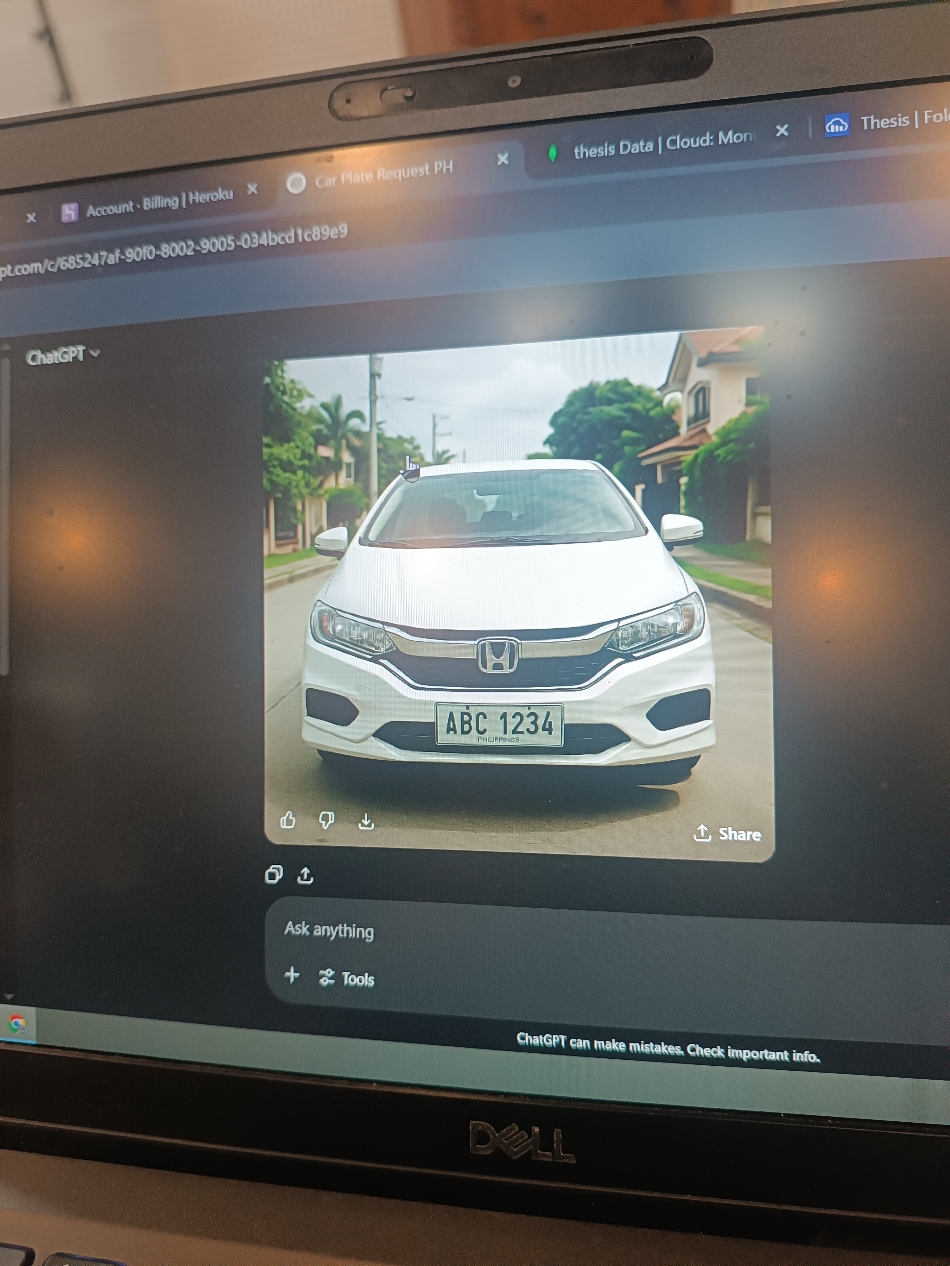 Account - Billing | Heroku
Car Plate Request PH
thesis Data | Cloud: Mon
Thesis | Fol
pt.com/c/685247af-90f0-8002-9005-034bcd1c89e9
ChatGPT
ABC 1234
PHILIPPINES
Share
Ask anything
Tools
ChatGPT can make mistakes. Check important info.
DELL